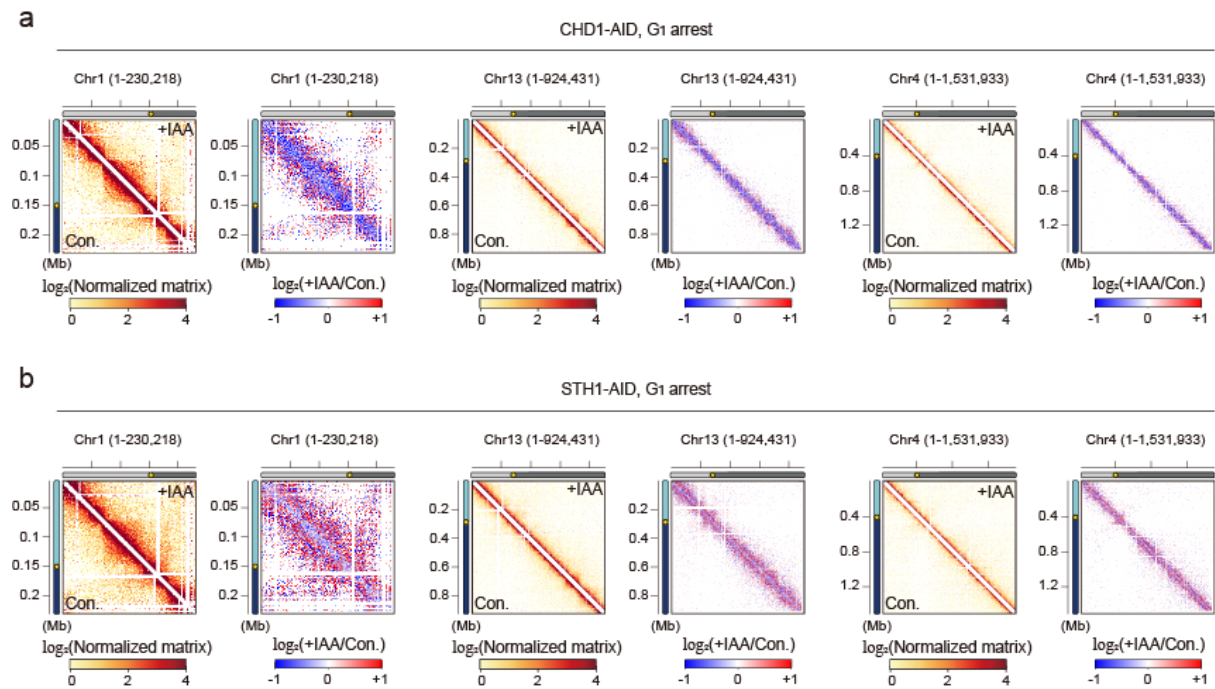 a
CHD1-AID, G1 arrest
Chr1 (1-230,218) Chr1 (1-230,218) Chr13 (1-924,431) Chr13 (1-924,431) Chr4 (1-1,531,933) Chr4 (1-1,531,933)
+IAA +IAA +IAA
0.05 0.05 0.2 0.2 0.4 0.4
0.1 0.1 0.4 0.4 0.8 0.8
0.15 0.15 0.6 0.6 1.2 1.2
0.2 0.2 0.8 0.8
Con. Con. Con.
(Mb) (Mb) (Mb) (Mb) (Mb) (Mb)
log₂(Normalized matrix) log₂(+IAA/Con.) log₂(Normalized matrix) log₂(+IAA/Con.) log₂(Normalized matrix) log₂(+IAA/Con.)
0 2 4 -1 0 +1 0 2 4 -1 0 +1 0 2 4 -1 0 +1
b
STH1-AID, G1 arrest
Chr1 (1-230,218) Chr1 (1-230,218) Chr13 (1-924,431) Chr13 (1-924,431) Chr4 (1-1,531,933) Chr4 (1-1,531,933)
+IAA +IAA +IAA
0.05 0.05 0.2 0.2 0.4 0.4
0.1 0.1 0.4 0.4 0.8 0.8
0.15 0.15 0.6 0.6 1.2 1.2
0.2 0.2 0.8 0.8
Con. Con. Con.
(Mb) (Mb) (Mb) (Mb) (Mb) (Mb)
log₂(Normalized matrix) log₂(+IAA/Con.) log₂(Normalized matrix) log₂(+IAA/Con.) log₂(Normalized matrix) log₂(+IAA/Con.)
0 2 4 -1 0 +1 0 2 4 -1 0 +1 0 2 4 -1 0 +1